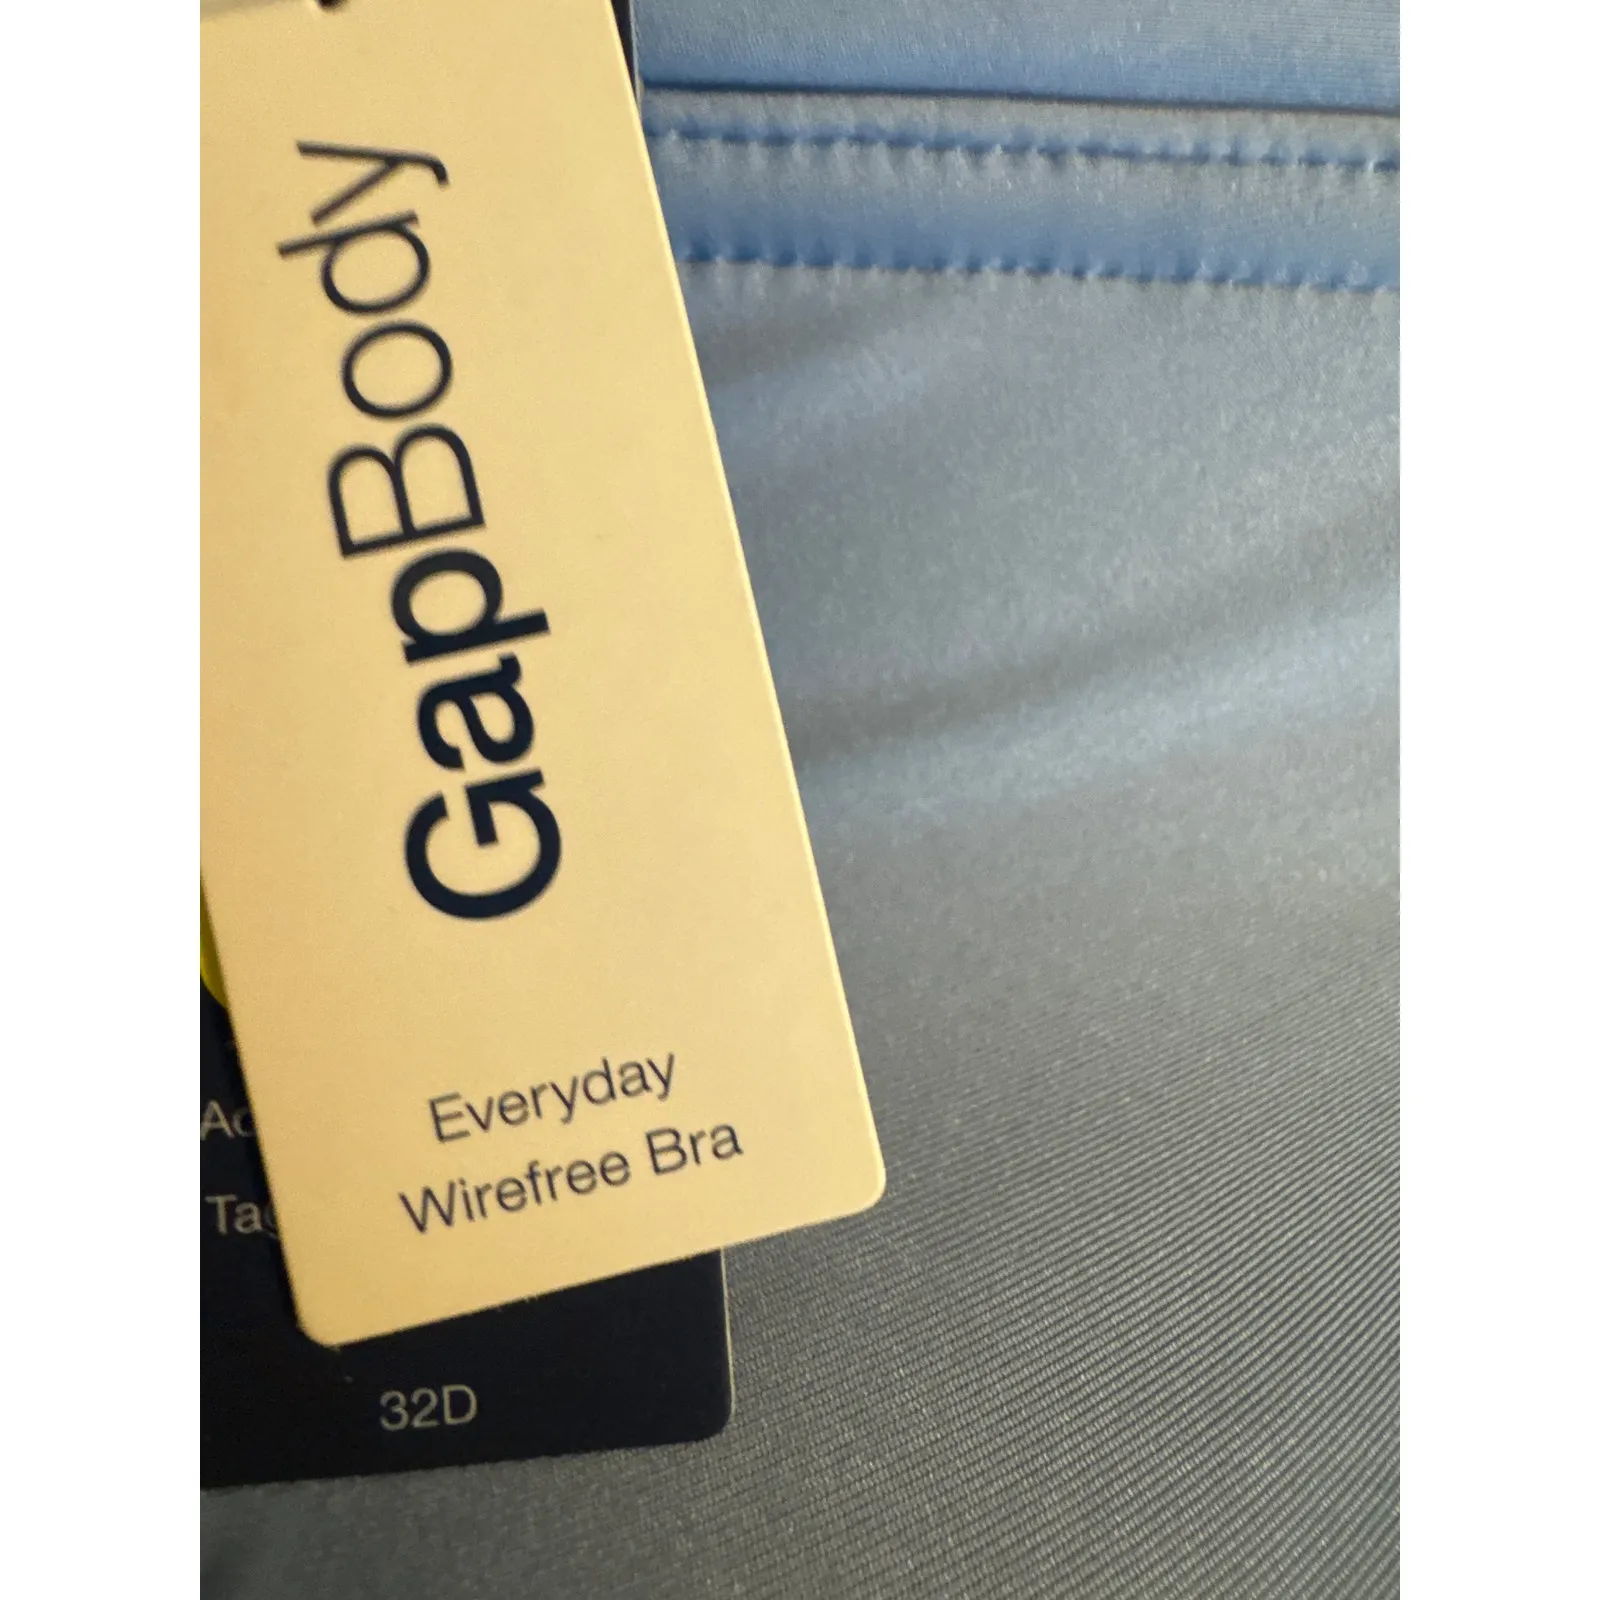 GapBody
Everyday
Wirefree Bra
32D